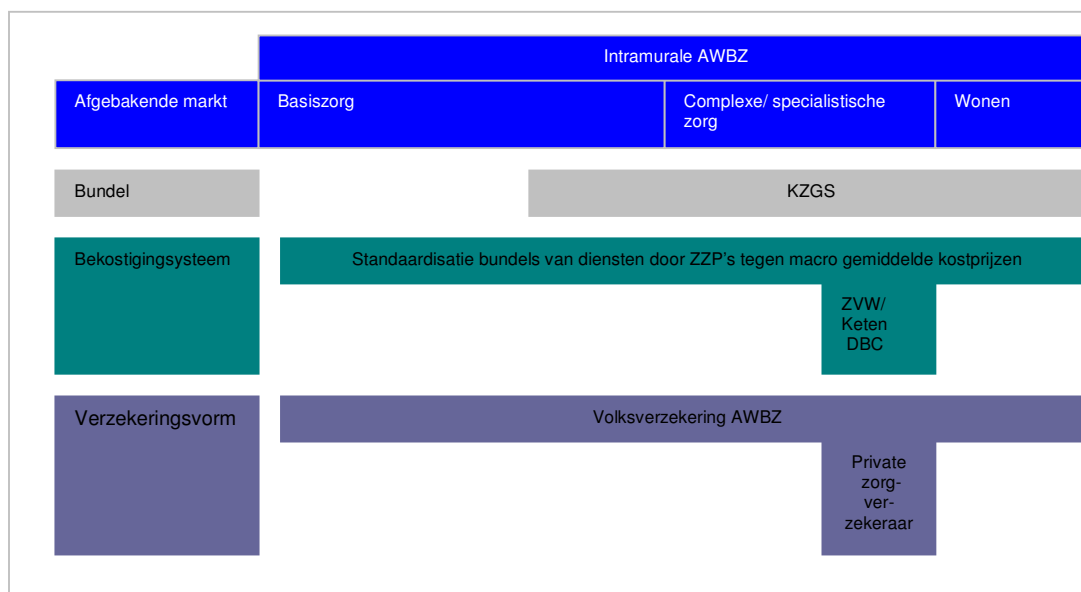 Intramurale AWBZ
Afgebakende markt
Basiszorg
Complexe/ specialistische
zorg
Wonen
Bundel
KZGS
Bekostigingsysteem
Standaardisatie bundels van diensten door ZZP's tegen macro gemiddelde kostprijzen
ZVW/
Keten
DBC
Verzekeringsvorm
Volksverzekering AWBZ
Private
zorg-
ver-
zekeraar